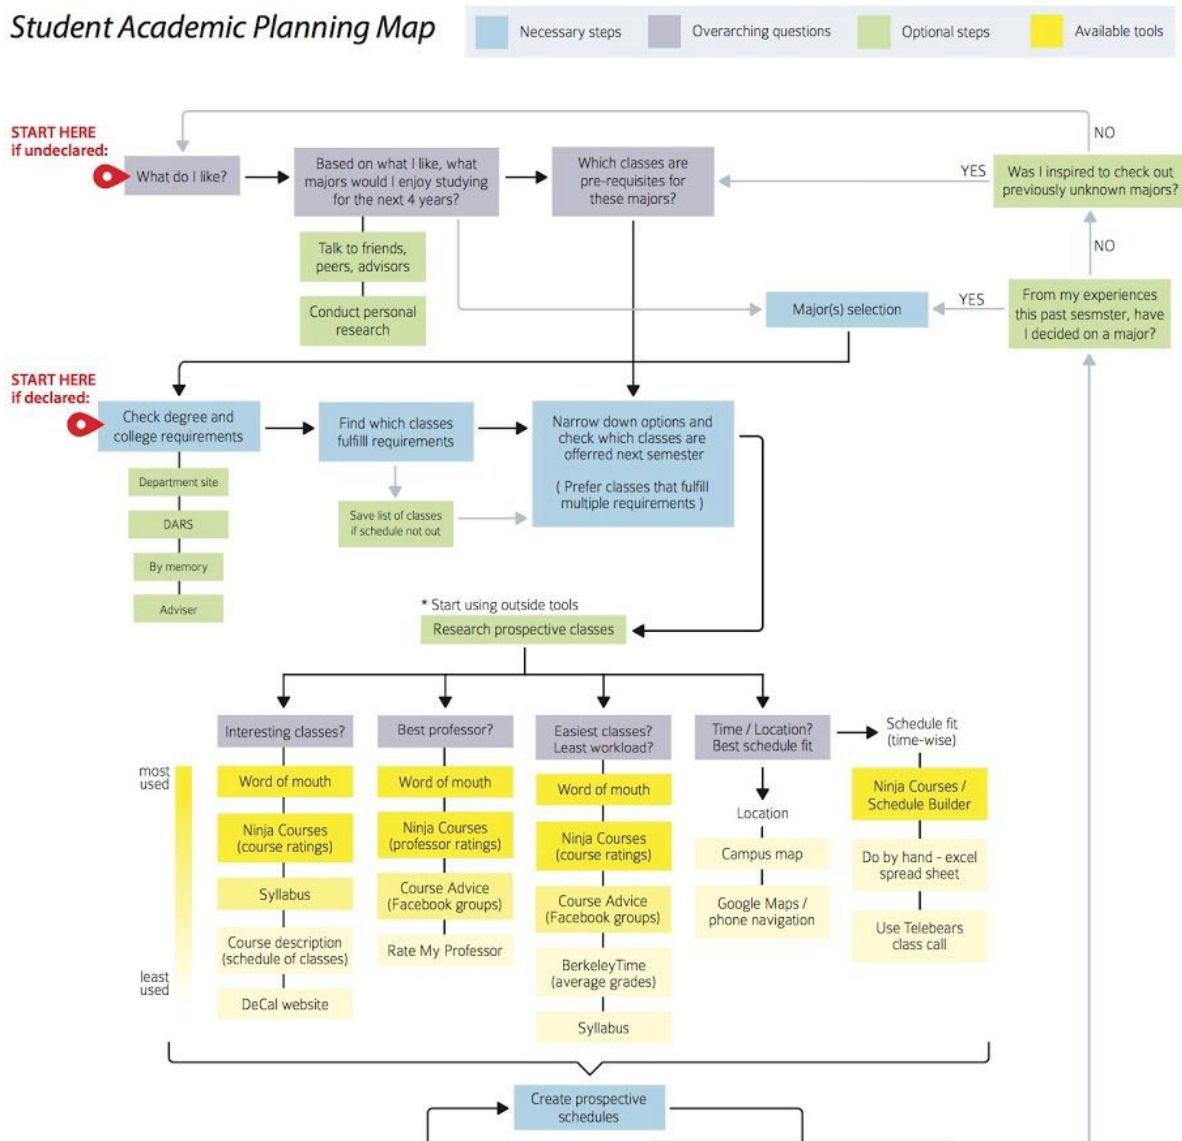 Student Academic Planning Map
Necessary steps
Overarching questions
Optional steps
Available tools
START HERE
if undeclared:
What do I like?
Based on what I like, what
majors would I enjoy studying
for the next 4 years?
Which classes are
pre-requisites for
these majors?
YES
NO
Was I inspired to check out
previously unknown majors?
NO
Talk to friends,
peers, advisors
Conduct personal
research
Major(s) selection
YES
From my experiences
this past sesmster, have
I decided on a major?
START HERE
if declared:
Check degree and
college requirements
Find which classes
fulfill requirements
Narrow down options and
check which classes are
offerred next semester
( Prefer classes that fulfill
multiple requirements )
Department site
DARS
By memory
Adviser
Save list of classes
if schedule not out
* Start using outside tools
Research prospective classes
Interesting classes?
Best professor?
Easiest classes?
Least workload?
Time / Location?
Best schedule fit
Schedule fit
(time-wise)
most
used
least
used
Word of mouth
Ninja Courses
(course ratings)
Syllabus
Course description
(schedule of classes)
DeCal website
Word of mouth
Ninja Courses
(professor ratings)
Course Advice
(Facebook groups)
Rate My Professor
Word of mouth
Ninja Courses
(course ratings)
Course Advice
(Facebook groups)
BerkeleyTime
(average grades)
Syllabus
Location
Campus map
Google Maps /
phone navigation
Ninja Courses /
Schedule Builder
Do by hand - excel
spread sheet
Use Telebears
class call
Create prospective
schedules